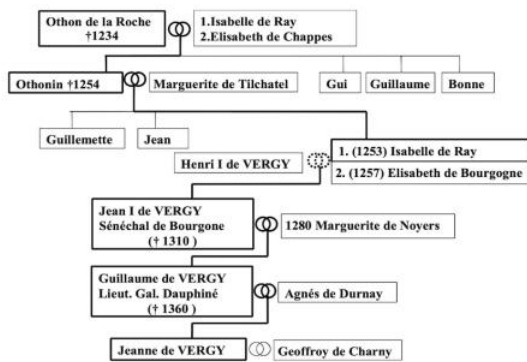 Othon de la Roche
†1234
1.Isabelle de Ray
2.Elisabeth de Chappes
Othonin †1254
Marguerite de Tilchatel
Gui
Guillaume
Bonne
Guillemette
Jean
Henri I de VERGY
1. (1253) Isabelle de Ray
2. (1257) Elisabeth de Bourgogne
Jean I de VERGY
Sénéchal de Bourgone
( † 1310 )
1280 Marguerite de Noyers
Guillaume de VERGY
Lieut. Gal. Dauphiné
( † 1360 )
Agnés de Durnay
Jeanne de VERGY
Geoffroy de Charny